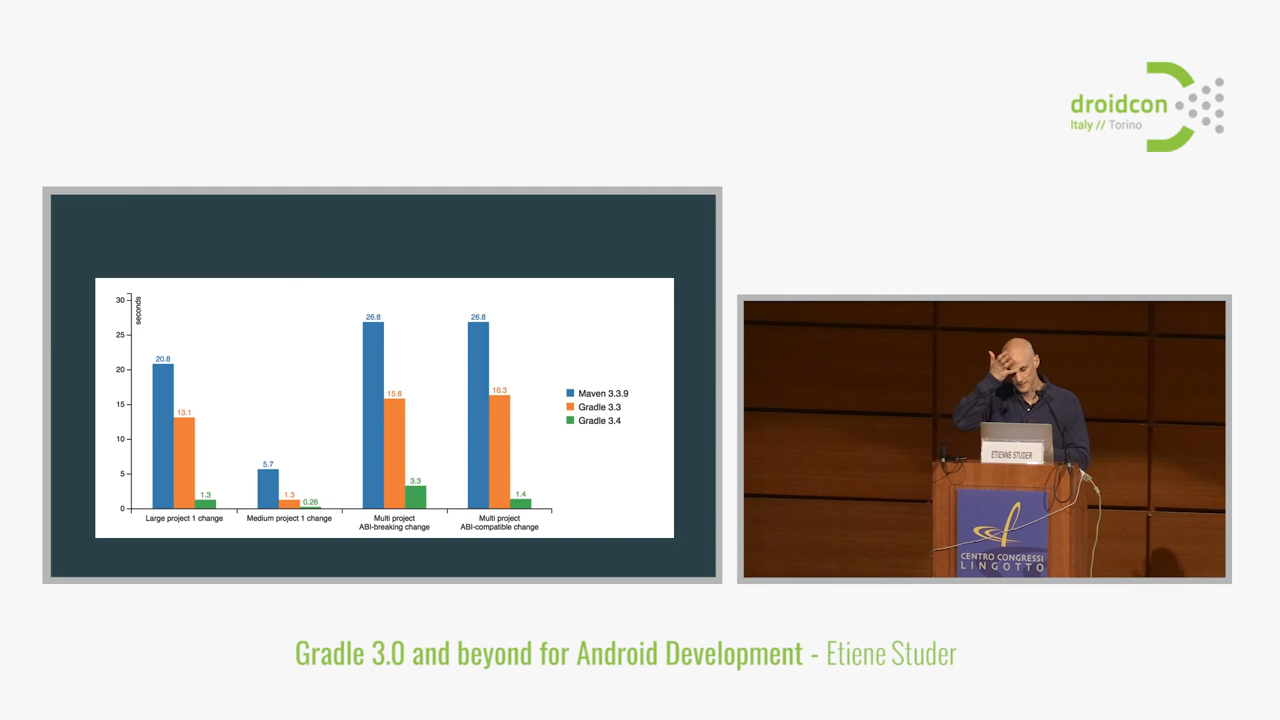 droidcon
Italy // Torino
seconds
30
25
20
15
10
5
0
20.8
13.1
1.3
5.7
1.3
0.26
26.8
15.8
3.3
26.8
16.3
1.4
Large project 1 change
Medium project 1 change
Multi project
ABI-breaking change
Multi project
ABI-compatible change
Maven 3.3.9
Gradle 3.3
Gradle 3.4
ETIENNE STUDER
CENTRO CONGRESSI
LINGOTTO
Gradle 3.0 and beyond for Android Development - Etiene Studer